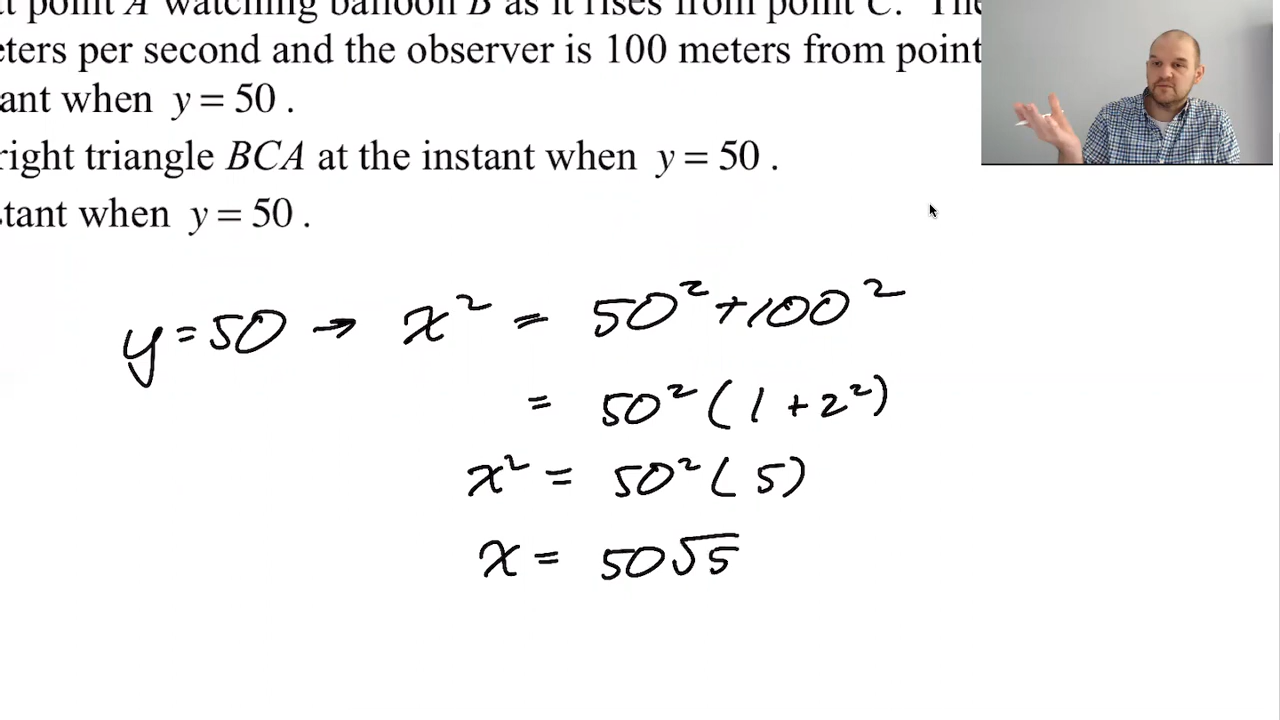 t point A watching balloon B as it rises from point C. The
eters per second and the observer is 100 meters from point
ant when y = 50 .
right triangle BCA at the instant when y = 50 .
stant when y = 50 .
y = 50 → x² = 50² + 100²
= 50² ( 1 + 2² )
x² = 50² ( 5 )
x = 50√5